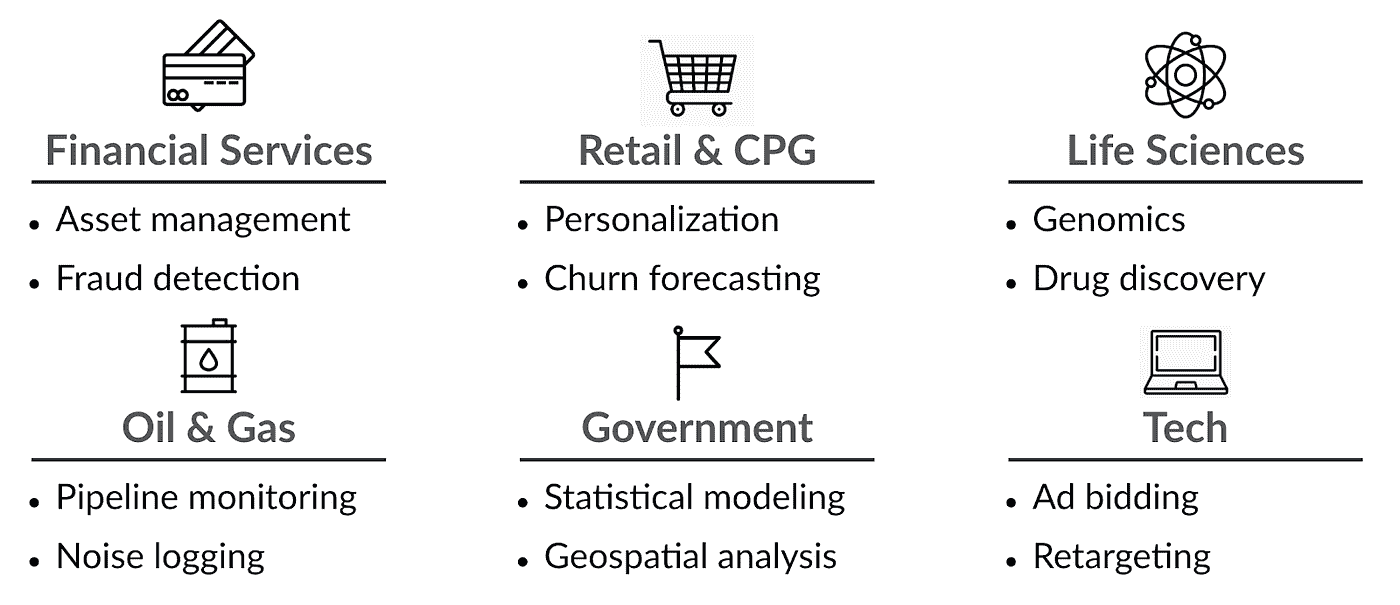 Financial Services
• Asset management
• Fraud detection
Retail & CPG
• Personalization
• Churn forecasting
Life Sciences
• Genomics
• Drug discovery
Oil & Gas
• Pipeline monitoring
• Noise logging
Government
• Statistical modeling
• Geospatial analysis
Tech
• Ad bidding
• Retargeting